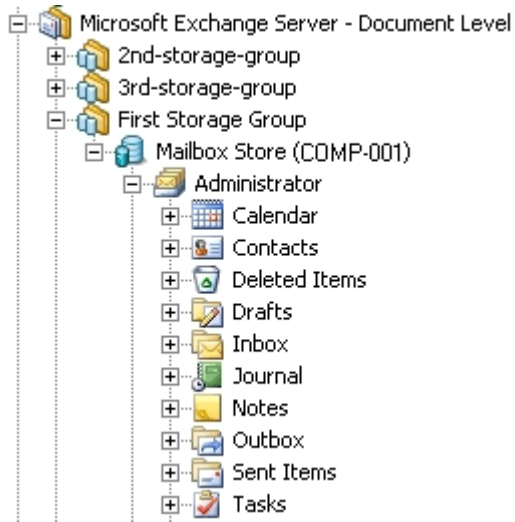 Microsoft Exchange Server - Document Level
2nd-storage-group
3rd-storage-group
First Storage Group
Mailbox Store (COMP-001)
Administrator
Calendar
Contacts
Deleted Items
Drafts
Inbox
Journal
Notes
Outbox
Sent Items
Tasks